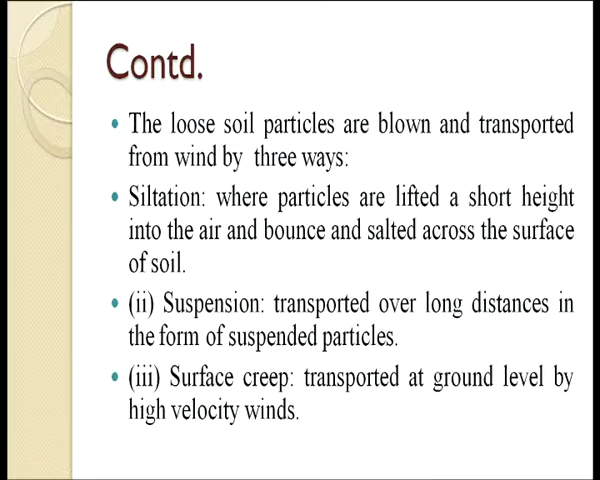 Contd.
• The loose soil particles are blown and transported
from wind by three ways:
• Siltation: where particles are lifted a short height
into the air and bounce and salted across the surface
of soil.
• (ii) Suspension: transported over long distances in
the form of suspended particles.
• (iii) Surface creep: transported at ground level by
high velocity winds.